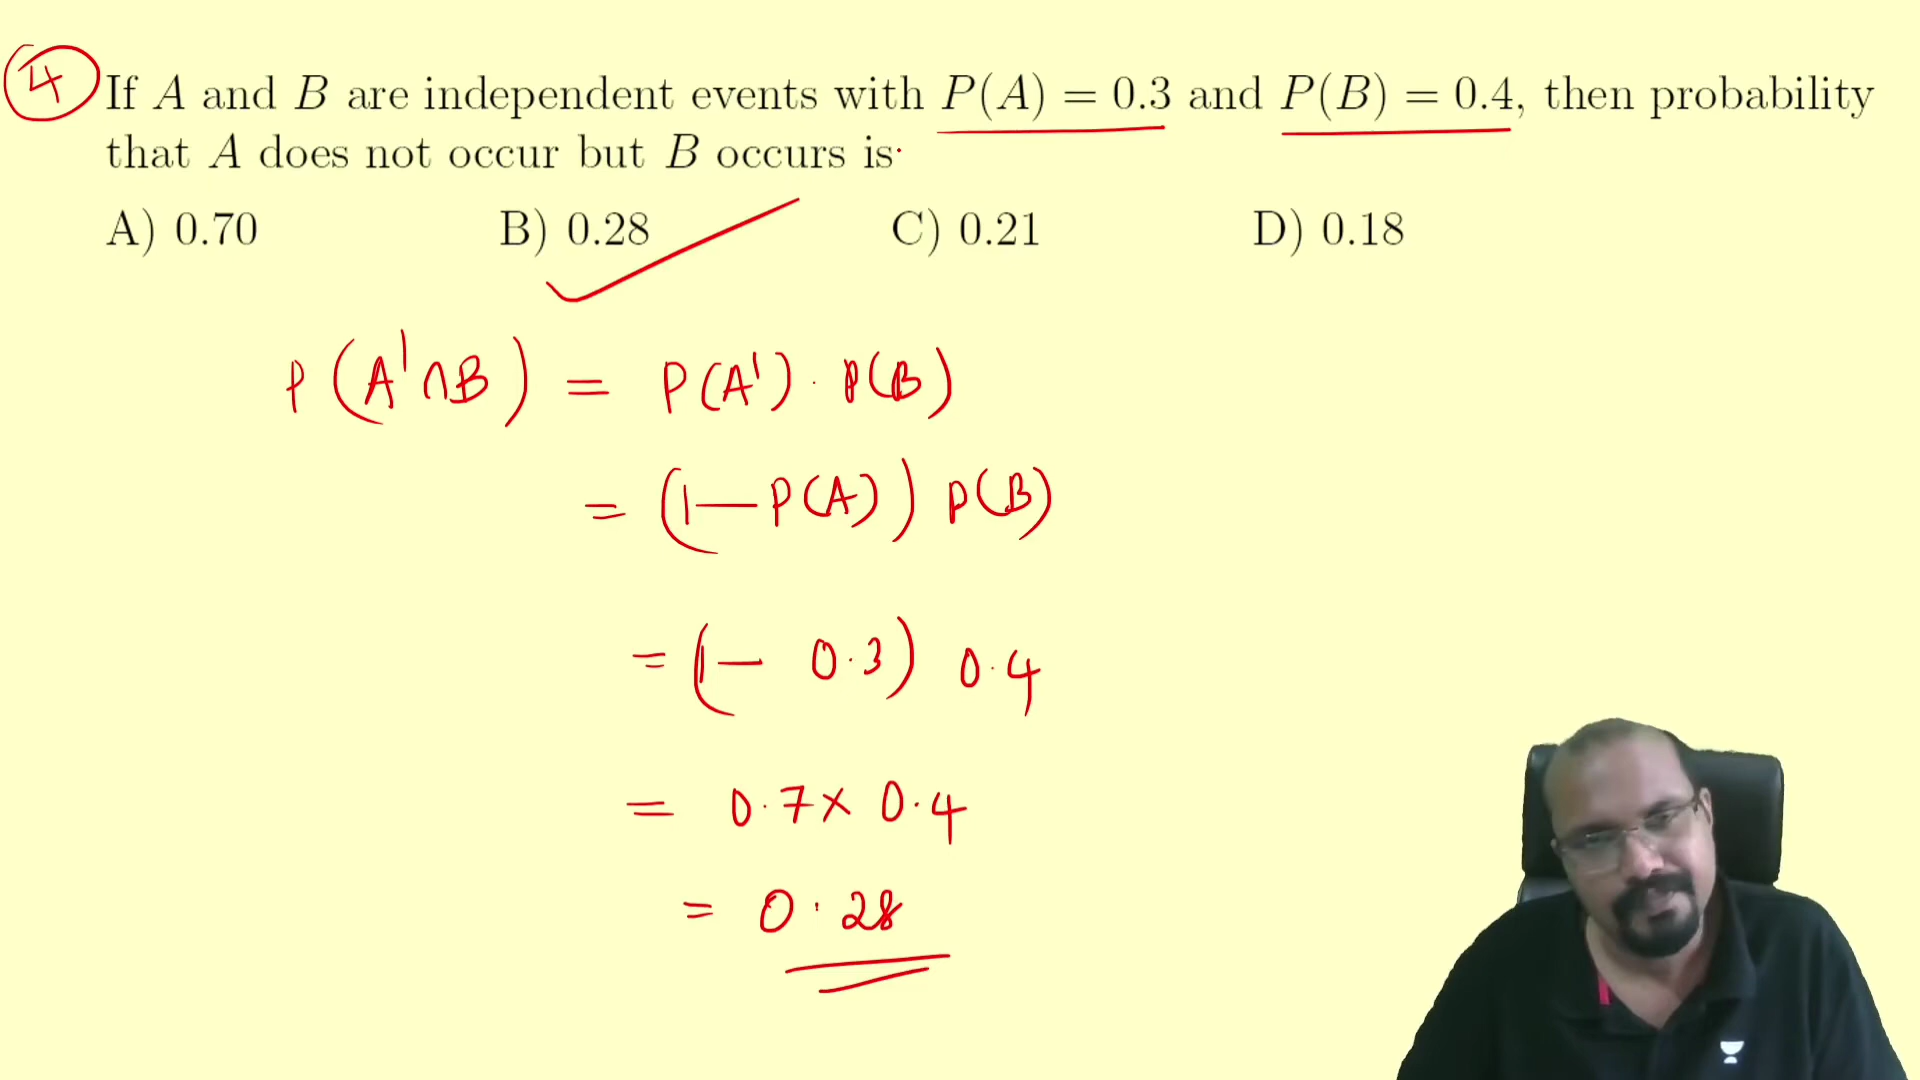 4
If A and B are independent events with P(A) = 0.3 and P(B) = 0.4, then probability
that A does not occur but B occurs is
A) 0.70 B) 0.28 C) 0.21 D) 0.18
P(A'∩B) = P(A') · P(B)
= (1 — P(A)) P(B)
= (1 — 0.3) 0.4
= 0.7 × 0.4
= 0.28